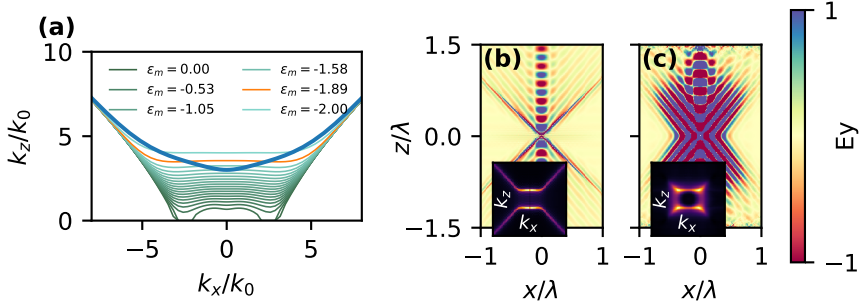 (a)
10
5
0
k_z/k_0
−5
0
5
k_x/k_0
ε_m = 0.00
ε_m = -0.53
ε_m = -1.05
ε_m = -1.58
ε_m = -1.89
ε_m = -2.00
(b)
(c)
1.5
0.0
−1.5
z/λ
k_z
k_x
k_z
k_x
−1
0
1
−1
0
1
x/λ
x/λ
1
−1
Ey